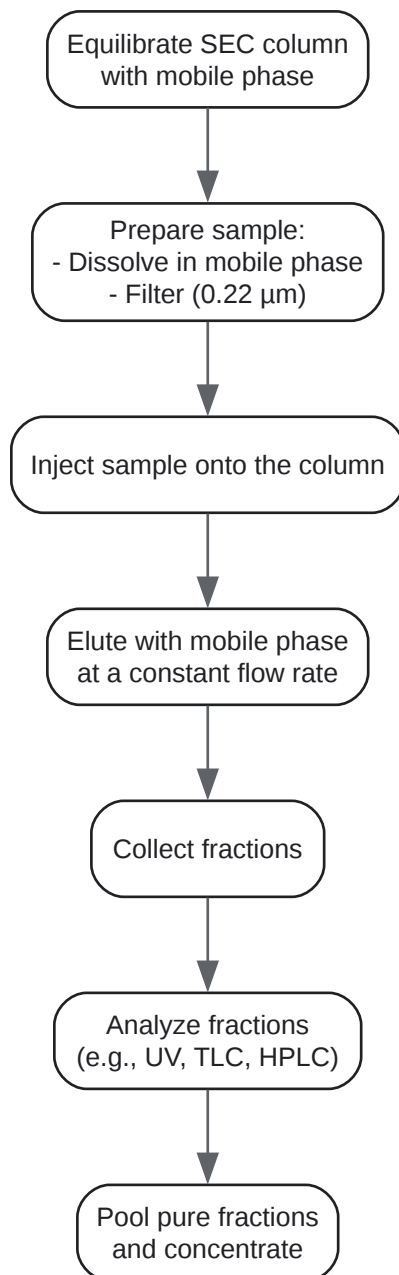 Equilibrate SEC column
with mobile phase
Prepare sample:
- Dissolve in mobile phase
- Filter (0.22 µm)
Inject sample onto the column
Elute with mobile phase
at a constant flow rate
Collect fractions
Analyze fractions
(e.g., UV, TLC, HPLC)
Pool pure fractions
and concentrate